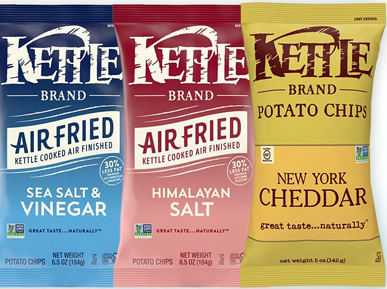 KETTLE
BRAND
AIR FRIED
KETTLE COOKED AIR FINISHED
30%
LESS FAT
SEA SALT &
VINEGAR
GREAT TASTE...NATURALLY™
POTATO CHIPS
NET WEIGHT
6.5 OZ (184g)
KETTLE
BRAND
AIR FRIED
KETTLE COOKED AIR FINISHED
30%
LESS FAT
HIMALAYAN
SALT
GREAT TASTE...NATURALLY™
POTATO CHIPS
NET WEIGHT
6.5 OZ (184g)
KETTLE
BRAND
POTATO CHIPS
NEW YORK
CHEDDAR
great taste...naturally™
net weight 5 oz (142g)